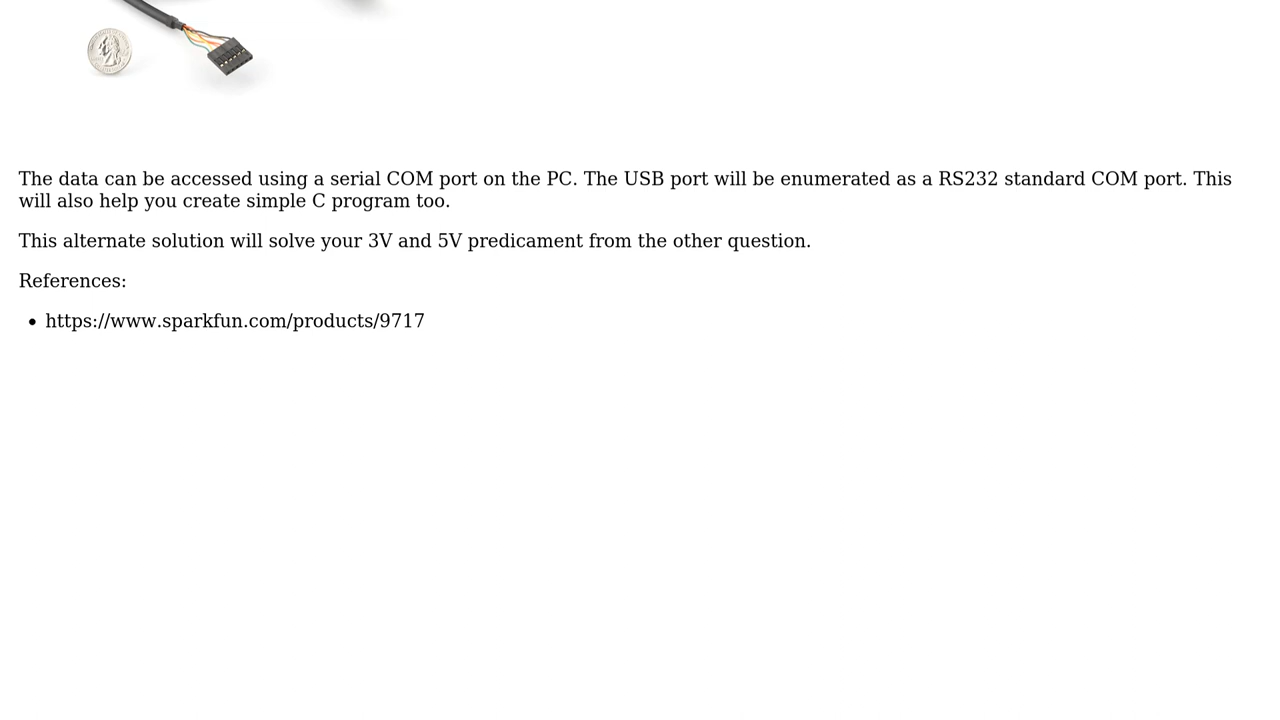 The data can be accessed using a serial COM port on the PC. The USB port will be enumerated as a RS232 standard COM port. This
will also help you create simple C program too.
This alternate solution will solve your 3V and 5V predicament from the other question.
References:
• https://www.sparkfun.com/products/9717